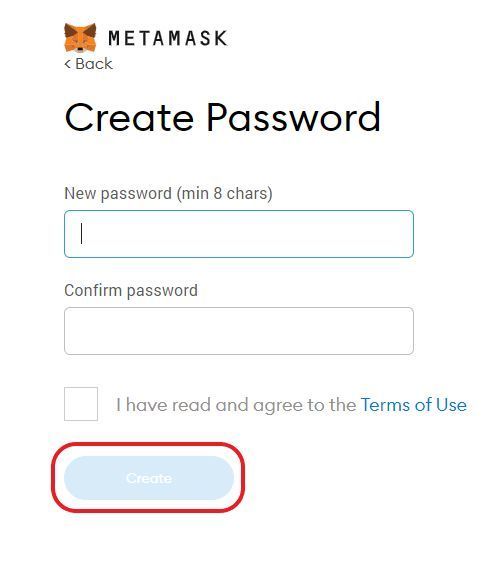 METAMASK
< Back
Create Password
New password (min 8 chars)
Confirm password
I have read and agree to the Terms of Use
Create